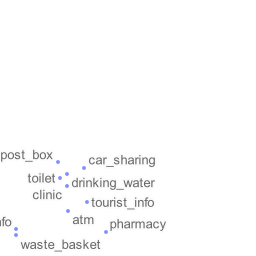 post_box
car_sharing
toilet
drinking_water
clinic
tourist_info
atm
pharmacy
waste_basket